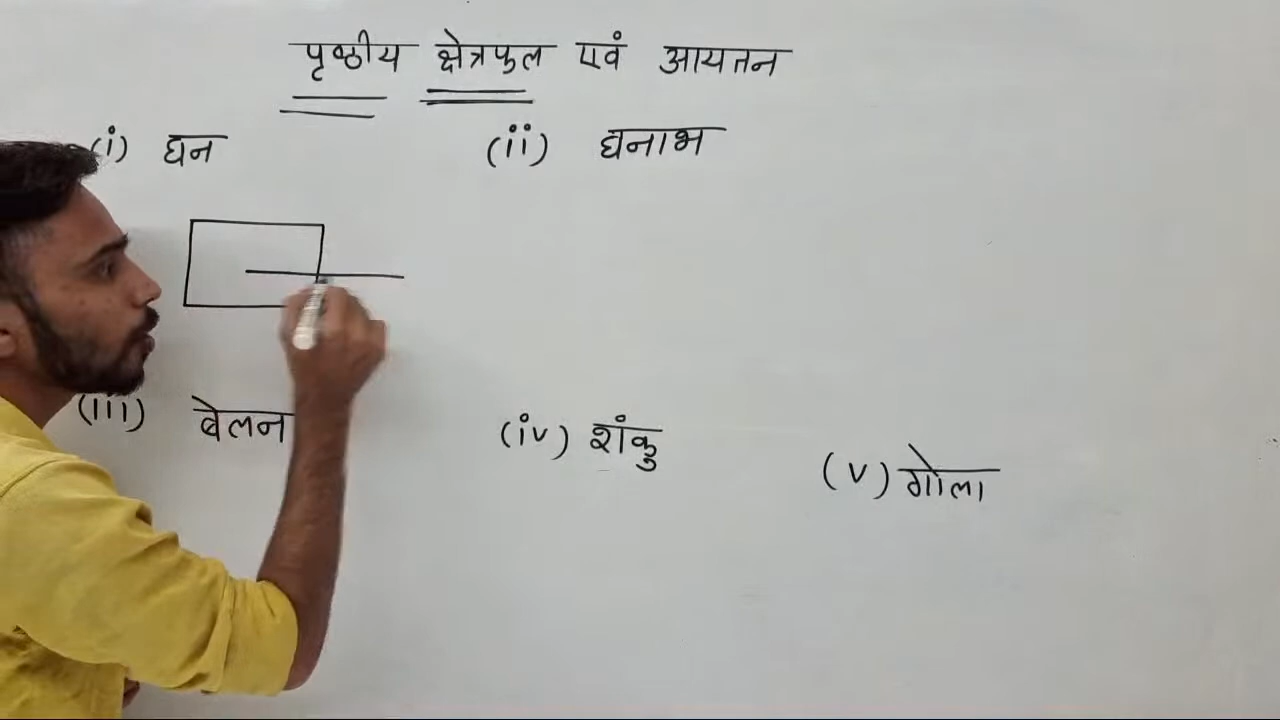 पृष्ठीय क्षेत्रफल एवं आयतन
(i) घन
(ii) घनाभ
(iii) बेलन
(iv) शंकु
(v) गोला